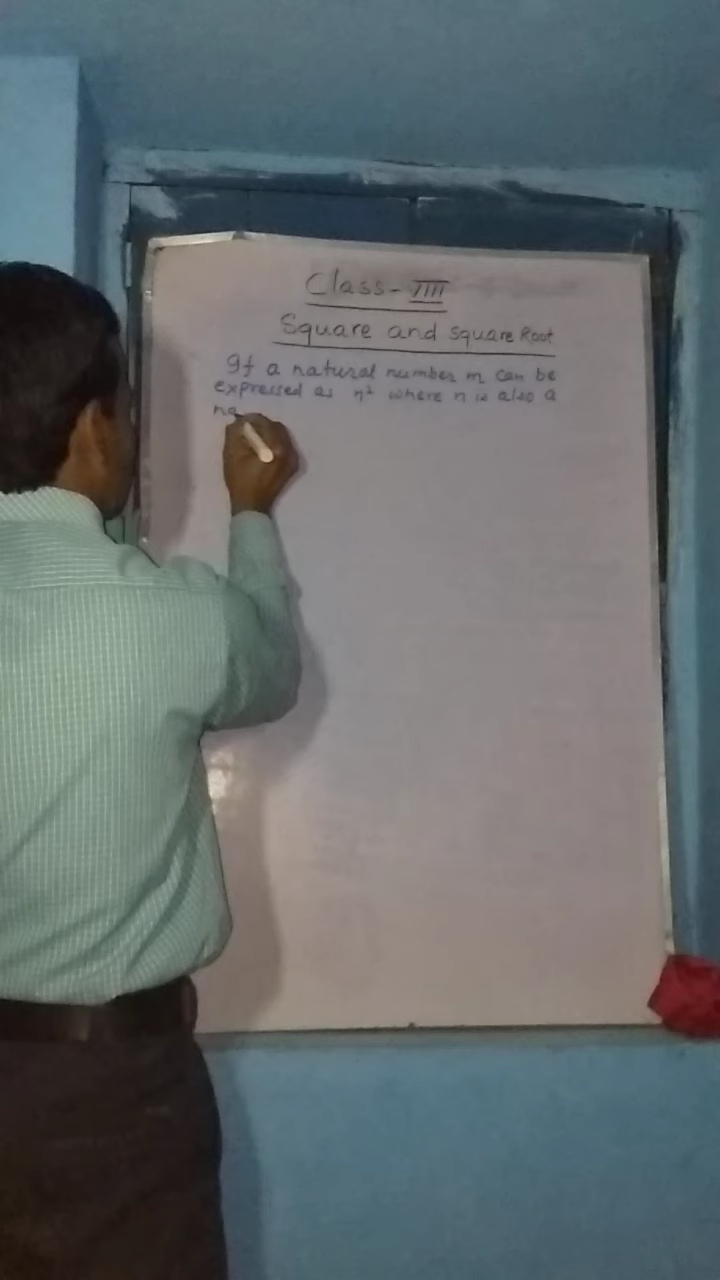 Class - VIII
Square and Square Root
If a natural number m can be
expressed as n² where n is also a
na